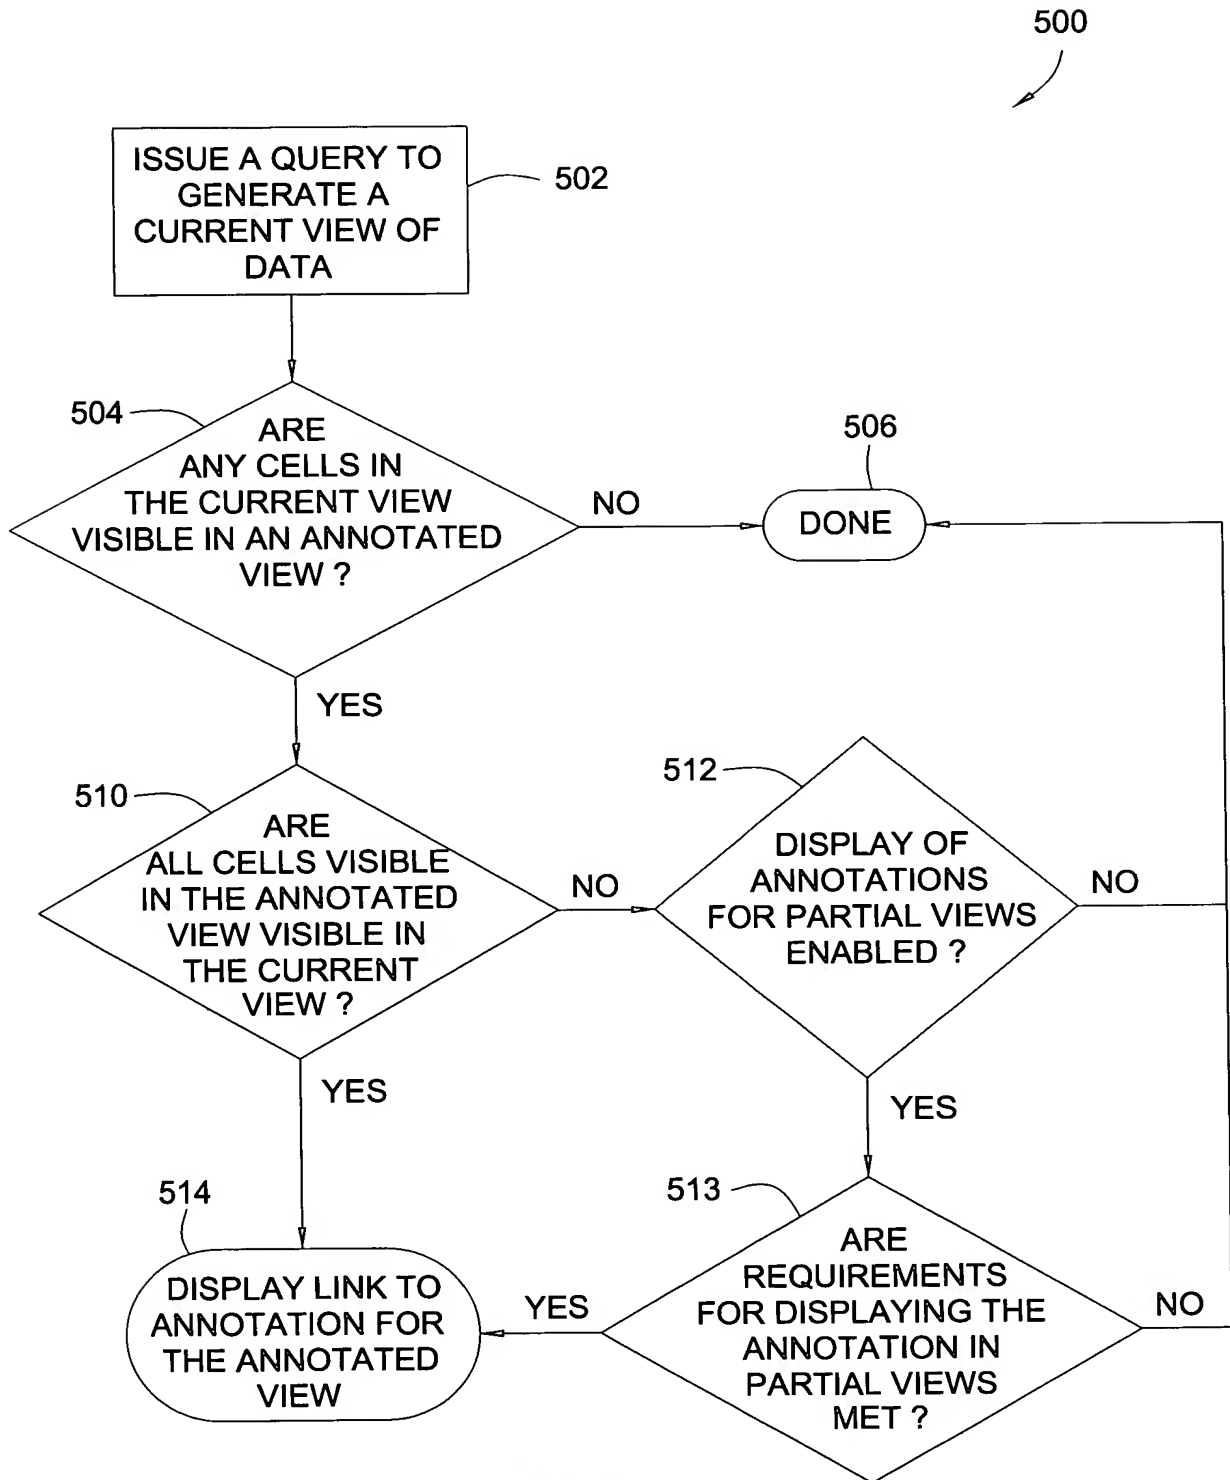 500
ISSUE A QUERY TO
GENERATE A
CURRENT VIEW OF
DATA
502
504
ARE
ANY CELLS IN
THE CURRENT VIEW
VISIBLE IN AN ANNOTATED
VIEW ?
NO
506
DONE
YES
510
ARE
ALL CELLS VISIBLE
IN THE ANNOTATED
VIEW VISIBLE IN
THE CURRENT
VIEW ?
NO
512
DISPLAY OF
ANNOTATIONS
FOR PARTIAL VIEWS
ENABLED ?
NO
YES
YES
514
DISPLAY LINK TO
ANNOTATION FOR
THE ANNOTATED
VIEW
YES
513
ARE
REQUIREMENTS
FOR DISPLAYING THE
ANNOTATION IN
PARTIAL VIEWS
MET ?
NO